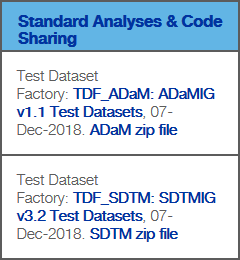 Standard Analyses & Code
Sharing
Test Dataset
Factory: TDF_ADaM: ADaMIG
v1.1 Test Datasets, 07-
Dec-2018. ADaM zip file
Test Dataset
Factory: TDF_SDTM: SDTMIG
v3.2 Test Datasets, 07-
Dec-2018. SDTM zip file